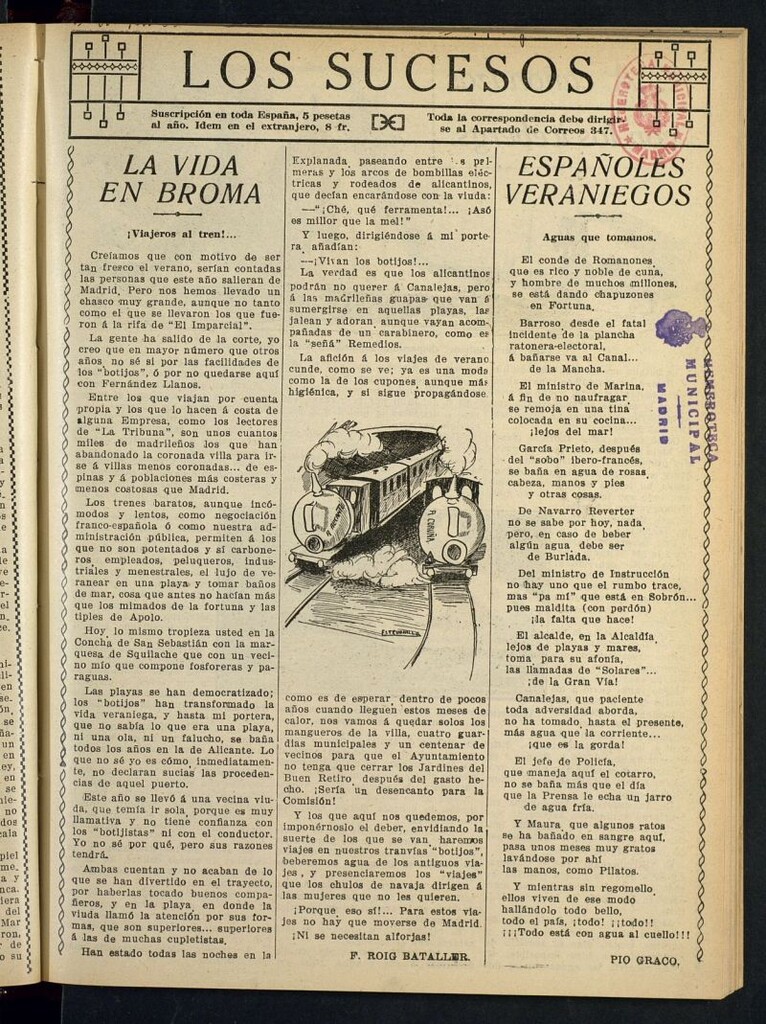 LOS SUCESOS
Suscripción en toda España, 5 pesetas
al año. Idem en el extranjero, 8 fr.
Toda la correspondencia debe dirigir-
se al Apartado de Correos 347.
LA VIDA
EN BROMA
¡Viajeros al tren!...
Creíamos que con motivo de ser
tan fresco el verano, serían contadas
las personas que este año salieran de
Madrid. Pero nos hemos llevado un
chasco muy grande, aunque no tanto
como el que se llevaron los que fue-
ron á la rifa de "El Imparcial".
La gente ha salido de la corte, yo
creo que en mayor número que otros
años, no sé si por las facilidades de
los "botijos", ó por no quedarse aquí
con Fernández Llanos.
Entre los que viajan por cuenta
propia y los que lo hacen á costa de
alguna Empresa, como los lectores
de "La Tribuna", son unos cuantos
miles de madrileños los que han
abandonado la coronada villa para ir-
se á villas menos coronadas... de es-
pinas y á poblaciones más costeras y
menos costosas que Madrid.
Los trenes baratos, aunque incó-
modos y lentos, como negociación
franco-española ó como nuestra ad-
ministración pública, permiten á los
que no son potentados y sí carbone-
ros empleados, peluqueros, indus-
triales y menestrales, el lujo de ve-
ranear en una playa y tomar baños
de mar, cosa que antes no hacían más
que los mimados de la fortuna y las
tiples de Apolo.
Hoy lo mismo tropieza usted en la
Concha de San Sebastián con la mar-
quesa de Squilache que con un veci-
no mío que compone fosforeras y pa-
raguas.
Las playas se han democratizado;
los "botijos" han transformado la
vida veraniega, y hasta mi portera,
que no sabía lo que era una playa,
ni una ola, ni un falucho, se baña
todos los años en la de Alicante. Lo
que no sé yo es cómo, inmediatamen-
te, no declaran sucias las proceden-
cias de aquel puerto.
Este año se llevó á una vecina viu-
da, que temía ir sola, porque es muy
llamativa y no tiene confianza con
los "botijistas" ni con el conductor.
Yo no sé por qué, pero sus razones
tendrá.
Ambas cuentan y no acaban de lo
que se han divertido en el trayecto,
por haberlas tocado buenos compa-
ñeros, y en la playa, en donde la
viuda llamó la atención por sus for-
mas, que son superiores... superiores
á las de muchas cupletistas.
Han estado todas las noches en la
Explanada, paseando entre pal-
meras y los arcos de bombillas eléc-
tricas y rodeados de alicantinos,
que decían encarándose con la viuda:
—"¡Ché, qué ferramenta!... ¡Asó
es millor que la mel!"
Y luego, dirigiéndose á mi porte-
ra, añadían:
—¡Vivan los botijos!...
La verdad es que los alicantinos
podrán no querer á Canalejas, pero
á las madrileñas guapas que van á
sumergirse en aquellas playas, las
jalean y adoran, aunque vayan acom-
pañadas de un carabinero, como es
la "señá" Remedios.
La afición á los viajes de verano
cunde, como se ve; ya es una moda
como la de los cupones, aunque más
higiénica, y si sigue propagándose
A CORUÑA
como es de esperar, dentro de pocos
años cuando lleguen estos meses de
calor, nos vamos á quedar solos los
mangueros de la villa, cuatro guar-
dias municipales y un centenar de
vecinos para que el Ayuntamiento
no tenga que cerrar los Jardines del
Buen Retiro, después del gasto he-
cho. ¡Sería un desencanto para la
Comisión!
Y los que aquí nos quedemos, por
imponérnoslo el deber, envidiando la
suerte de los que se van, haremos
viajes en nuestros tranvías "botijos",
beberemos agua de los antiguos via-
jes, y presenciaremos los "viajes"
que los chulos de navaja dirigen á
las mujeres que no les quieren.
¡Porque eso sí!... Para estos via-
jes no hay que moverse de Madrid.
¡Ni se necesitan alforjas!
F. ROIG BATALLER.
ESPAÑOLES
VERANIEGOS
Aguas que tomamos.
El conde de Romanones,
que es rico y noble de cuna,
y hombre de muchos millones,
se está dando chapuzones
en Fortuna.
Barroso, desde el fatal
incidente de la plancha
ratonera-electoral,
á bañarse va al Canal...
de la Mancha.
El ministro de Marina,
á fin de no naufragar,
se remoja en una tina
colocada en su cocina...
¡lejos del mar!
García Prieto, después
del "sobo" ibero-francés,
se baña en agua de rosas
cabeza, manos y pies
y otras cosas.
De Navarro Reverter
no se sabe por hoy, nada,
pero, en caso de beber
algún agua, debe ser
de Burlada.
Del ministro de Instrucción
no hay uno que el rumbo trace,
mas "pa mí" que está en Sobrón...
pues maldita (con perdón)
¡la falta que hace!
El alcalde, en la Alcaldía,
lejos de playas y mares,
toma para su afonía,
las llamadas de "Solares"...
¡de la Gran Vía!
Canalejas, que paciente
toda adversidad aborda,
no ha tomado, hasta el presente,
más agua que la corriente...
¡que es la gorda!
El jefe de Policía,
que maneja aquí el cotarro,
no se baña más que el día
que la Prensa le echa un jarro
de agua fría.
Y Maura, que algunos ratos
se ha bañado en sangre aquí,
pasa unos meses muy gratos
lavándose por ahí
las manos, como Pilatos.
Y mientras sin regomello,
ellos viven de ese modo
hallándolo todo bello,
todo el país, ¡todo! ¡¡todo!!
¡¡¡Todo está con agua al cuello!!!
PIO GRACO.
HEMEROTECA
MUNICIPAL
MADRID